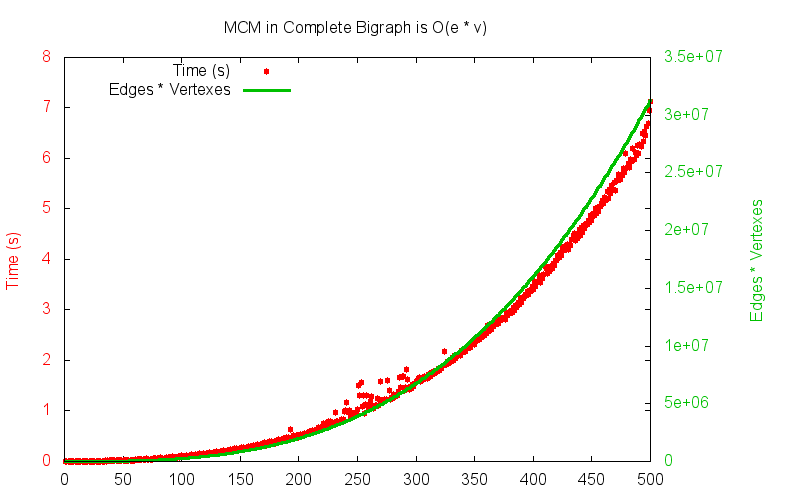 MCM in Complete Bigraph is O(e * v)
Time (s)
Edges * Vertexes
8
7
6
5
4
3
2
1
0
3.5e+07
3e+07
2.5e+07
2e+07
1.5e+07
1e+07
5e+06
0
Time (s)
Edges * Vertexes
0 50 100 150 200 250 300 350 400 450 500